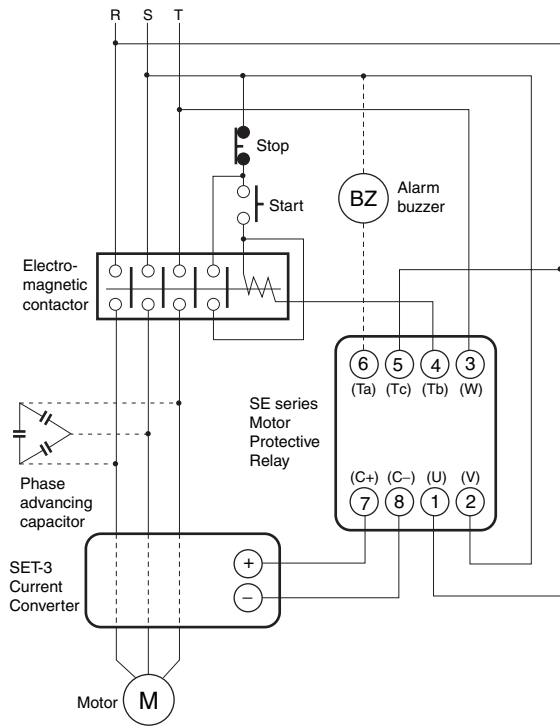 R S T
Stop
Start
BZ
Alarm
buzzer
Electro-
magnetic
contactor
6 5 4 3
(Ta) (Tc) (Tb) (W)
SE series
Motor
Protective
Relay
(C+) (C−) (U) (V)
7 8 1 2
Phase
advancing
capacitor
SET-3
Current
Converter
+
−
Motor
M